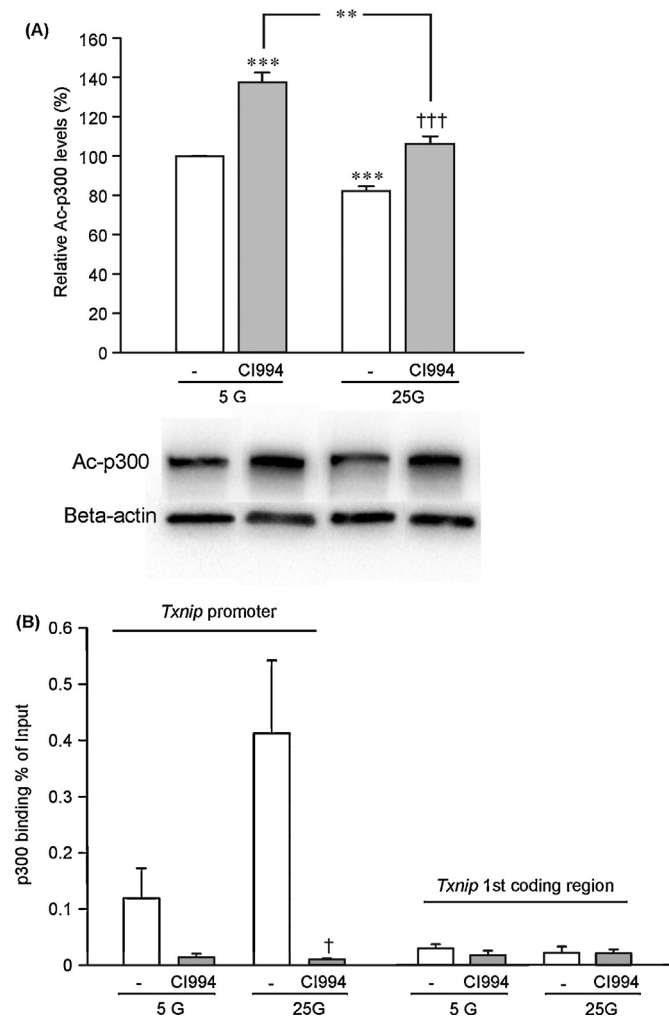 (A)
**
Relative Ac-p300 levels (%)
160
140
120
100
80
60
40
20
0
***
***
†††
- CI994 - CI994
5 G 25G
Ac-p300
Beta-actin
(B)
Txnip promoter
p300 binding % of Input
0.6
0.5
0.4
0.3
0.2
0.1
0
†
Txnip 1st coding region
- CI994 - CI994 - CI994 - CI994
5 G 25G 5 G 25G